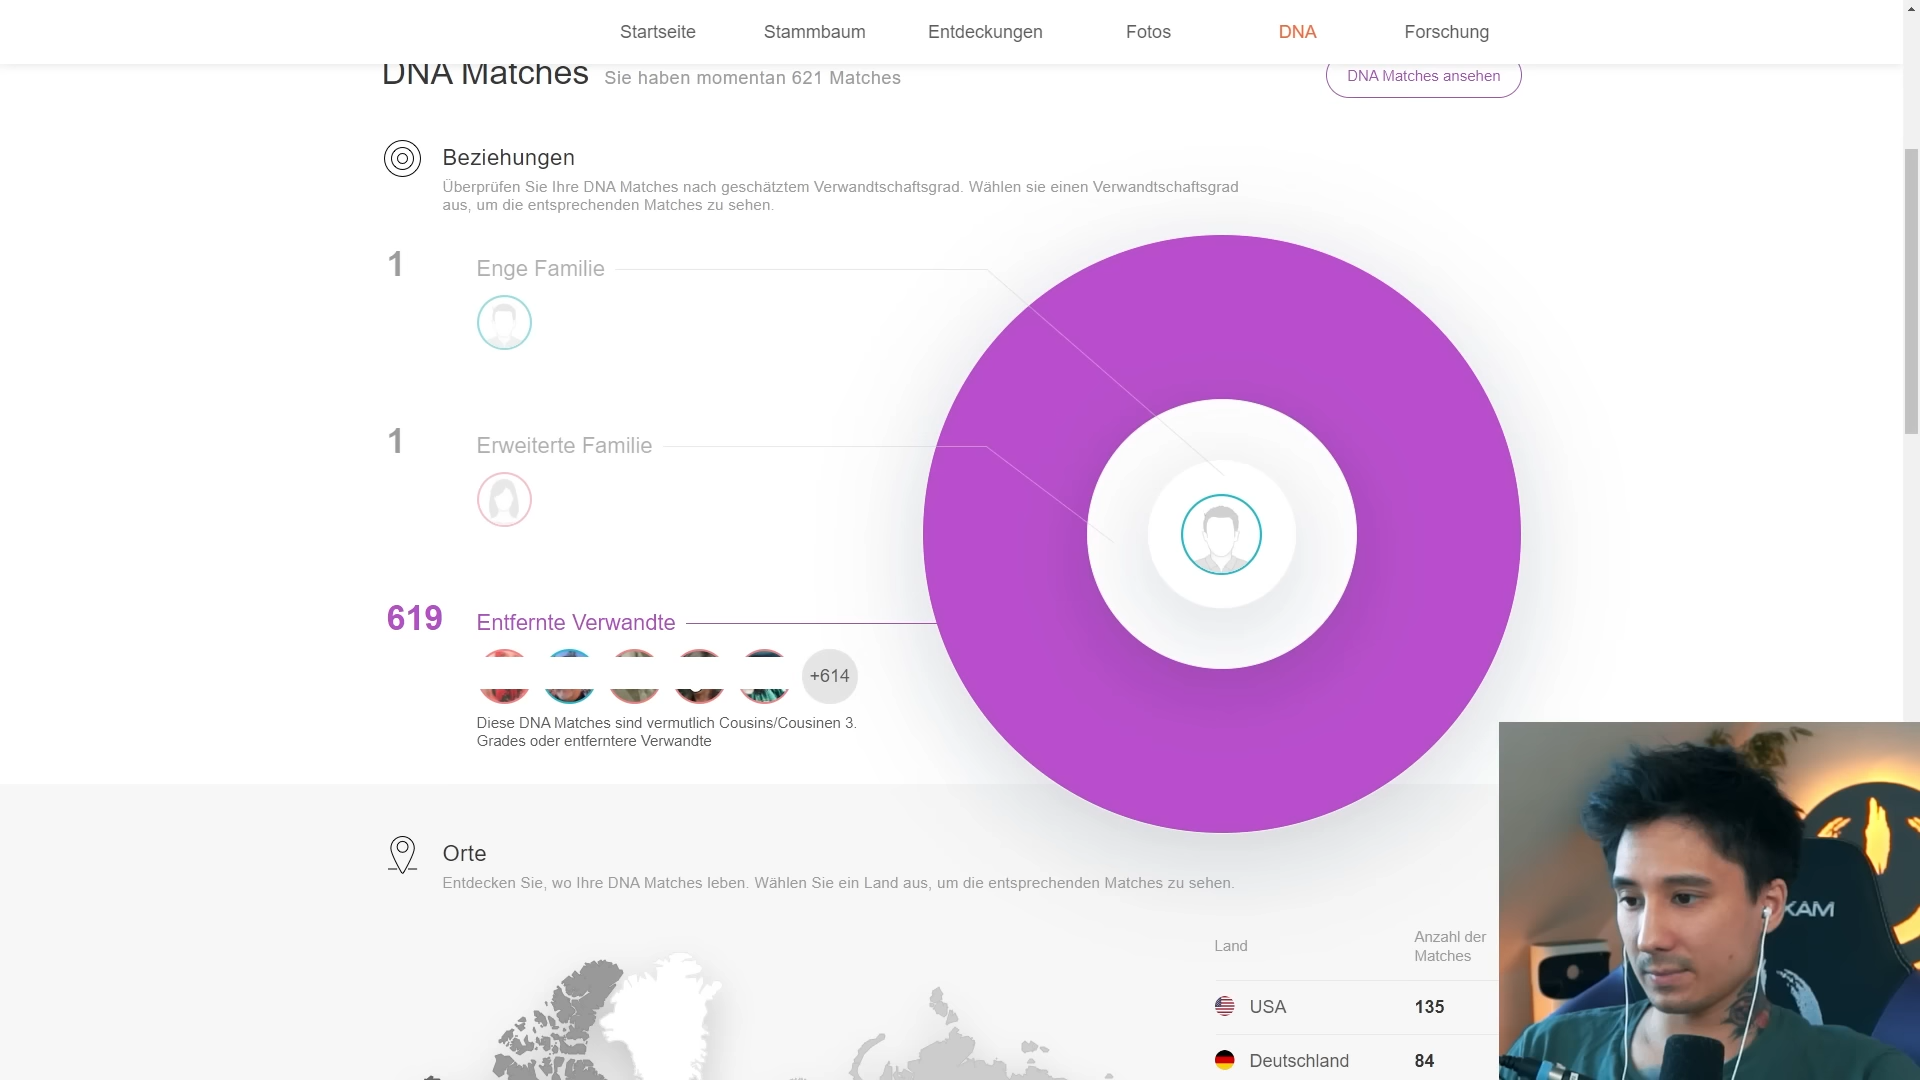 Startseite
Stammbaum
Entdeckungen
Fotos
DNA
Forschung
DNA Matches
Sie haben momentan 621 Matches
DNA Matches ansehen
Beziehungen
Überprüfen Sie Ihre DNA Matches nach geschätztem Verwandtschaftsgrad. Wählen sie einen Verwandtschaftsgrad
aus, um die entsprechenden Matches zu sehen.
1
Enge Familie
1
Erweiterte Familie
619
Entfernte Verwandte
+614
Diese DNA Matches sind vermutlich Cousins/Cousinen 3.
Grades oder entferntere Verwandte
Orte
Entdecken Sie, wo Ihre DNA Matches leben. Wählen Sie ein Land aus, um die entsprechenden Matches zu sehen.
Land
Anzahl der
Matches
USA
135
Deutschland
84